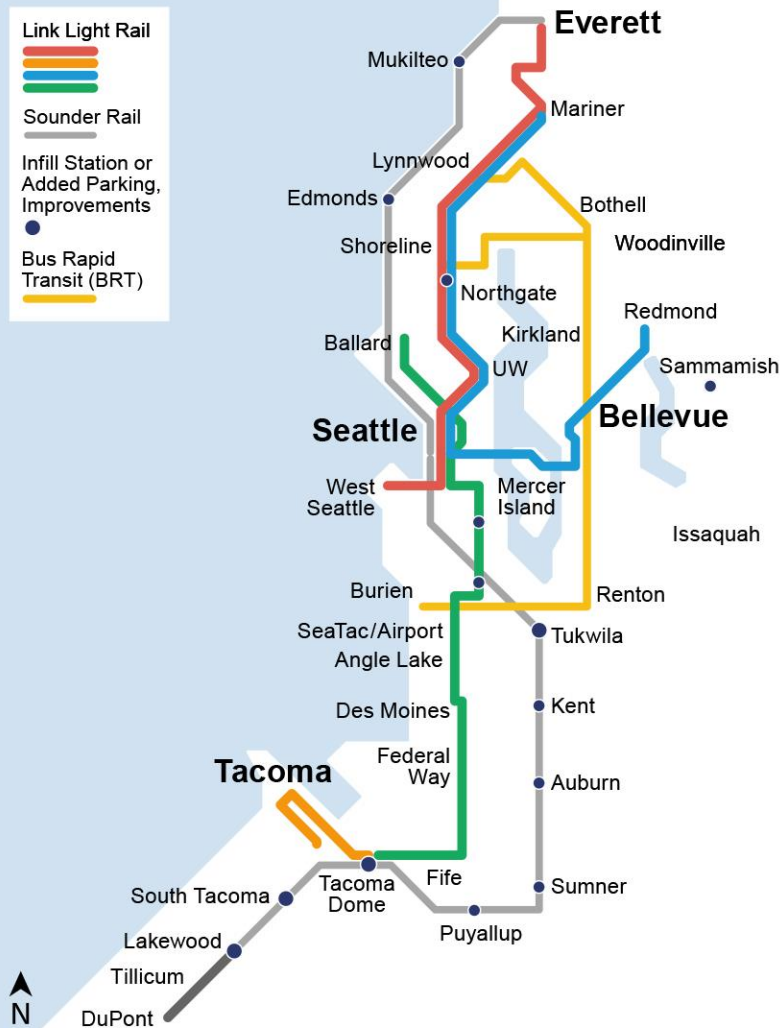 Link Light Rail
Sounder Rail
Infill Station or
Added Parking,
Improvements
Bus Rapid
Transit (BRT)
Everett
Mukilteo
Mariner
Lynnwood
Edmonds
Bothell
Shoreline
Woodinville
Northgate
Redmond
Kirkland
Ballard
UW
Sammamish
Seattle
Bellevue
West
Seattle
Mercer
Island
Issaquah
Burien
Renton
SeaTac/Airport
Tukwila
Angle Lake
Des Moines
Kent
Federal
Way
Tacoma
Auburn
Tacoma
Dome
Fife
Sumner
South Tacoma
Puyallup
Lakewood
Tillicum
DuPont
N